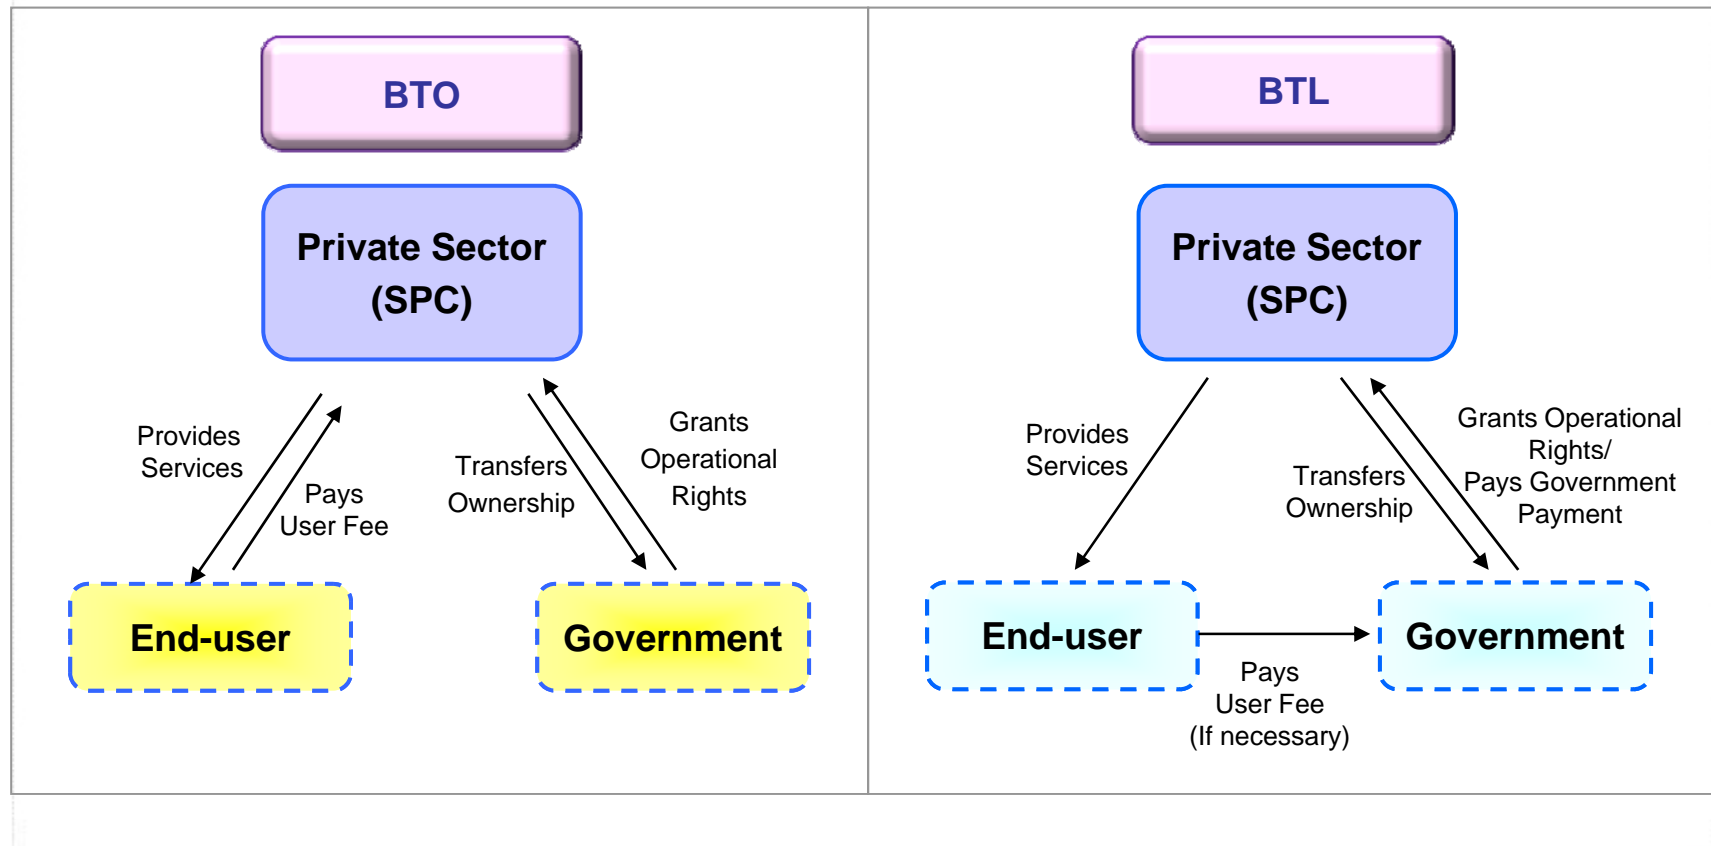 BTO
Private Sector
(SPC)
Provides
Services
Pays
User Fee
Transfers
Ownership
Grants
Operational
Rights
End-user
Government
BTL
Private Sector
(SPC)
Provides
Services
Transfers
Ownership
Grants Operational
Rights/
Pays Government
Payment
End-user
Government
Pays
User Fee
(If necessary)